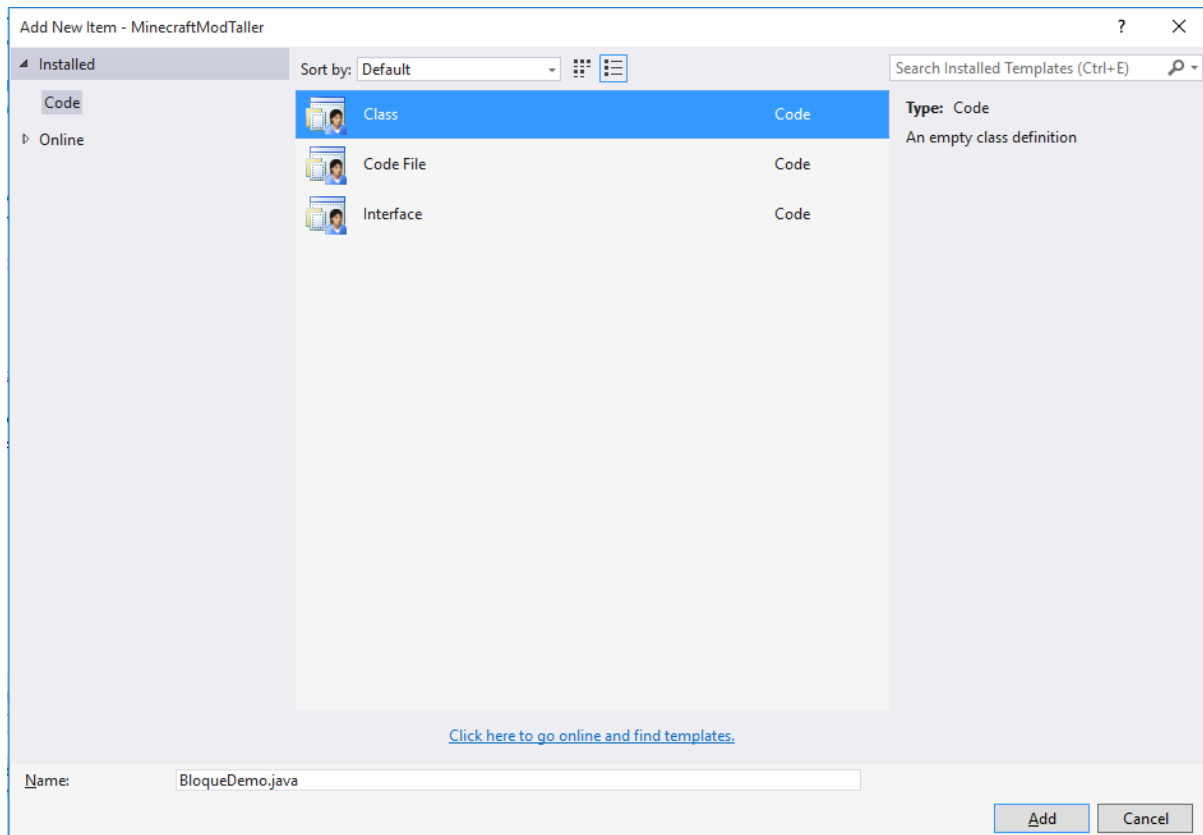 Add New Item - MinecraftModTaller
?
Installed
Sort by: Default
Search Installed Templates (Ctrl+E)
Code
Online
Class Code
Code File Code
Interface Code
Type: Code
An empty class definition
Click here to go online and find templates.
Name: BloqueDemo.java
Add Cancel